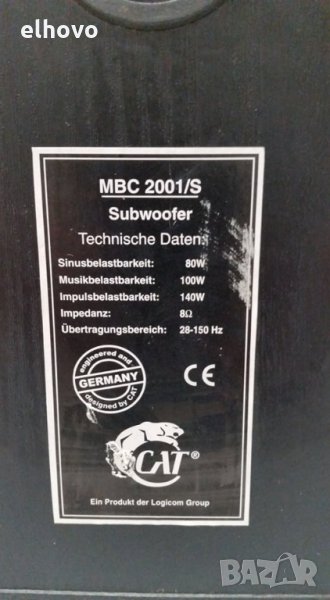 elhovo
MBC 2001/S
Subwoofer
Technische Daten:
Sinusbelastbarkeit: 80W
Musikbelastbarkeit: 100W
Impulsbelastbarkeit: 140W
Impedanz: 8Ω
Übertragungsbereich: 28-150 Hz
engineered and
GERMANY
designed by CAT
CE
CAT®
Ein Produkt der Logicom Group
BAZAR